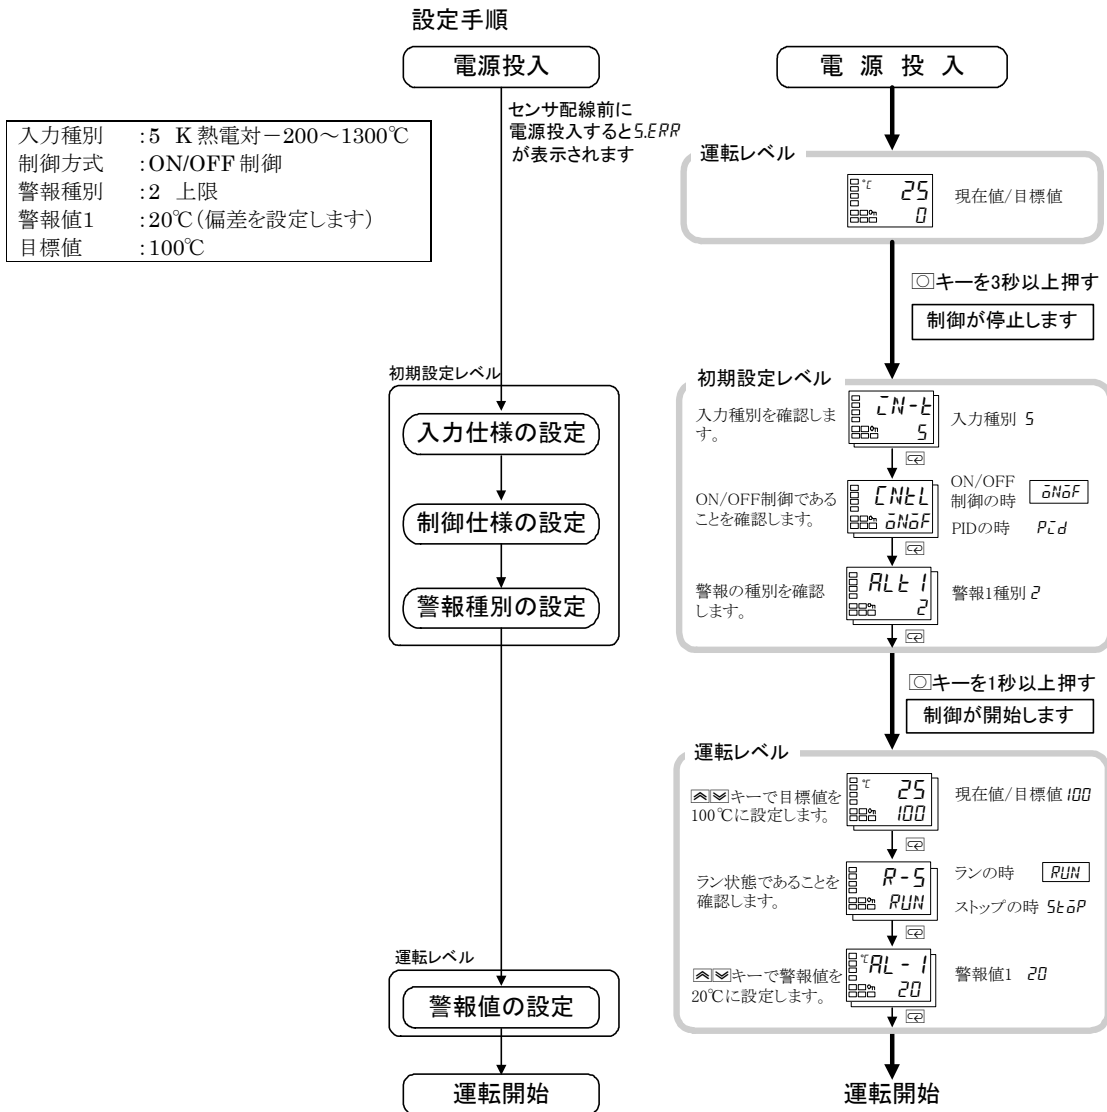 設定手順
電源投入
センサ配線前に
電源投入するとS.ERR
が表示されます
入力種別 :5 K熱電対－200～1300℃
制御方式 :ON/OFF制御
警報種別 :2 上限
警報値1 :20℃(偏差を設定します)
目標値 :100℃
初期設定レベル
入力仕様の設定
制御仕様の設定
警報種別の設定
運転レベル
警報値の設定
運転開始
電 源 投 入
運転レベル
℃ 25
0
現在値/目標値
キーを3秒以上押す
制御が停止します
初期設定レベル
入力種別を確認しま
す。
IN-t
5
入力種別 5
ON/OFF制御である
ことを確認します。
CNtL
oNoF
ON/OFF
制御の時 oNoF
PIDの時 PId
警報の種別を確認
します。
ALt1
2
警報1種別 2
キーを1秒以上押す
制御が開始します
運転レベル
キーで目標値を
100℃に設定します。
℃ 25
100
現在値/目標値 100
ラン状態であることを
確認します。
R-S
RUN
ランの時 RUN
ストップの時 StoP
キーで警報値を
20℃に設定します。
℃ AL-1
20
警報値1 20
運転開始